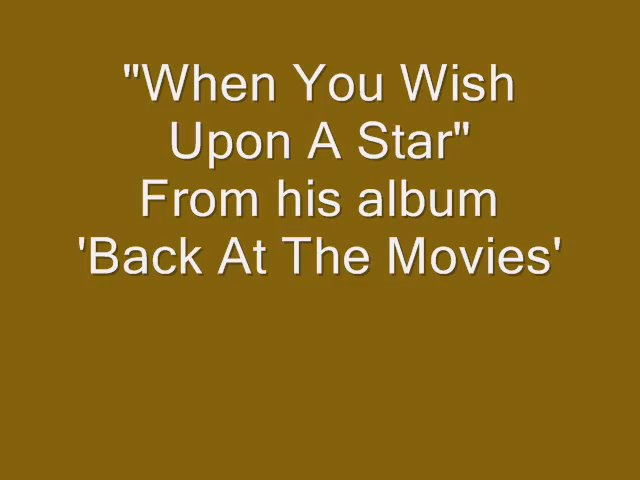 "When You Wish
Upon A Star"
From his album
'Back At The Movies'